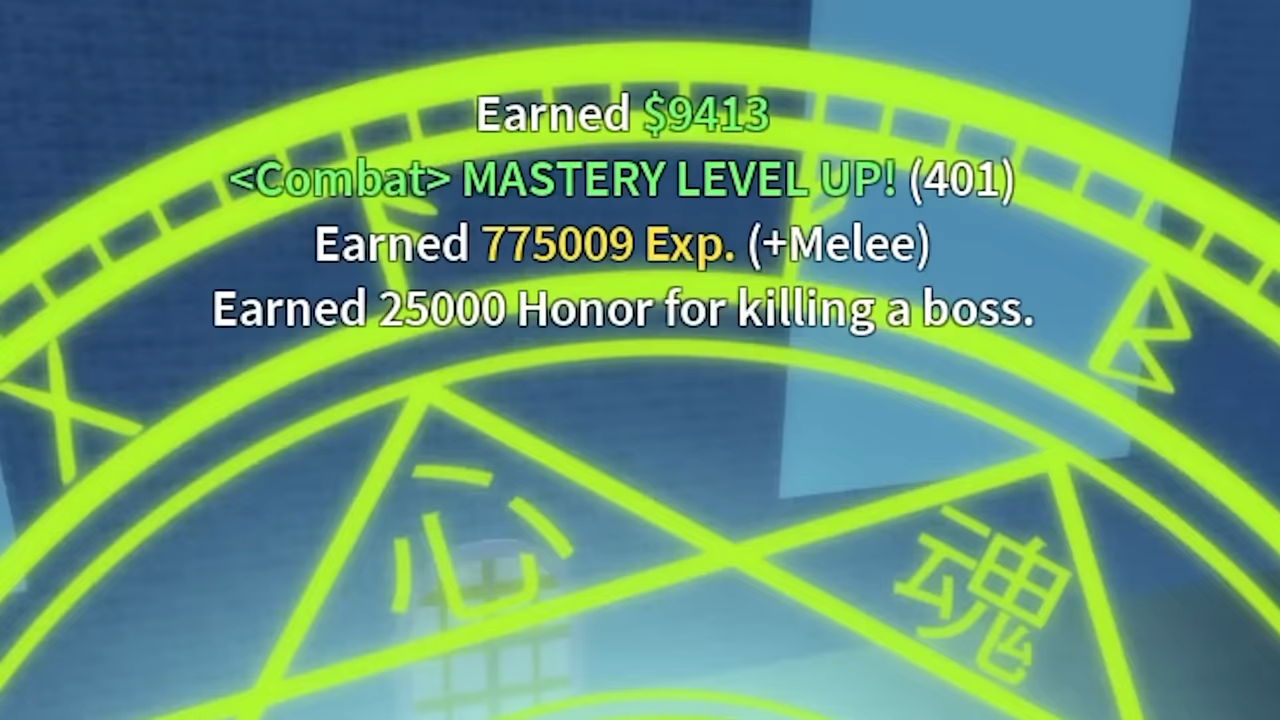 Earned $9413
<Combat> MASTERY LEVEL UP! (401)
Earned 775009 Exp. (+Melee)
Earned 25000 Honor for killing a boss.
心
魂